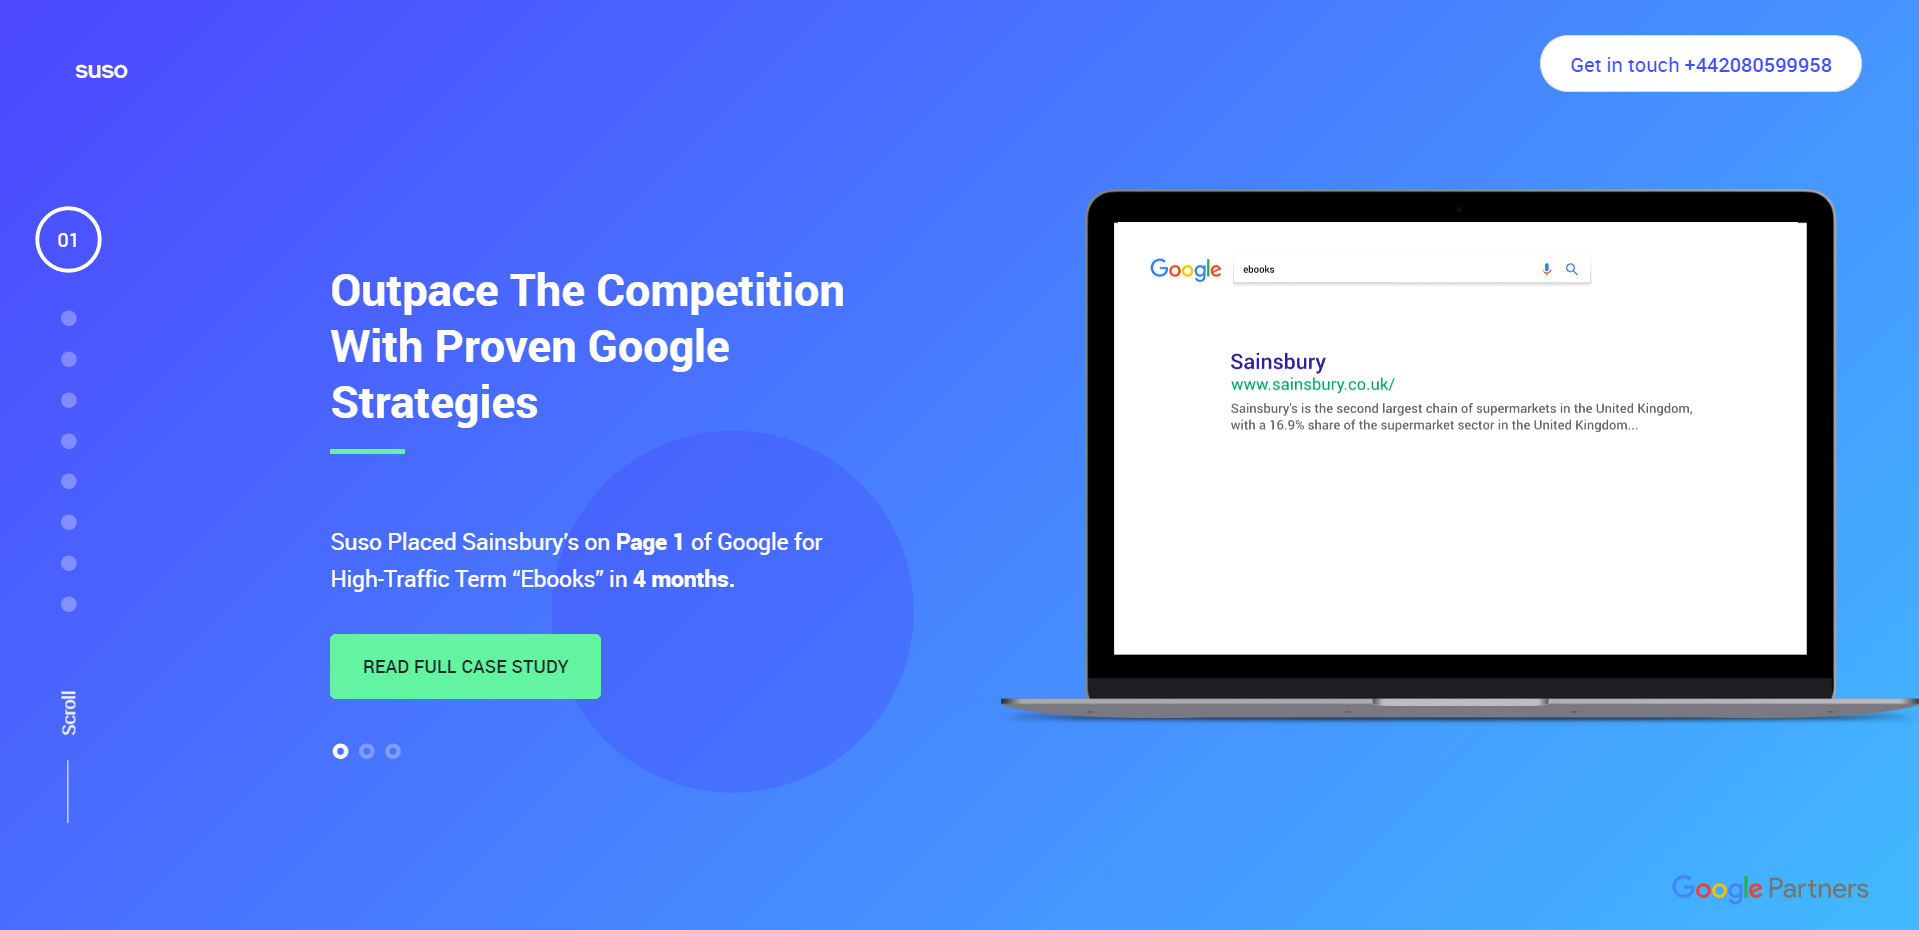 suso
Get in touch +442080599958
01
Outpace The Competition
With Proven Google
Strategies
Suso Placed Sainsbury’s on Page 1 of Google for
High-Traffic Term “Ebooks” in 4 months.
READ FULL CASE STUDY
Scroll
Google
ebooks
Sainsbury
www.sainsbury.co.uk/
Sainsbury's is the second largest chain of supermarkets in the United Kingdom,
with a 16.9% share of the supermarket sector in the United Kingdom...
Google Partners